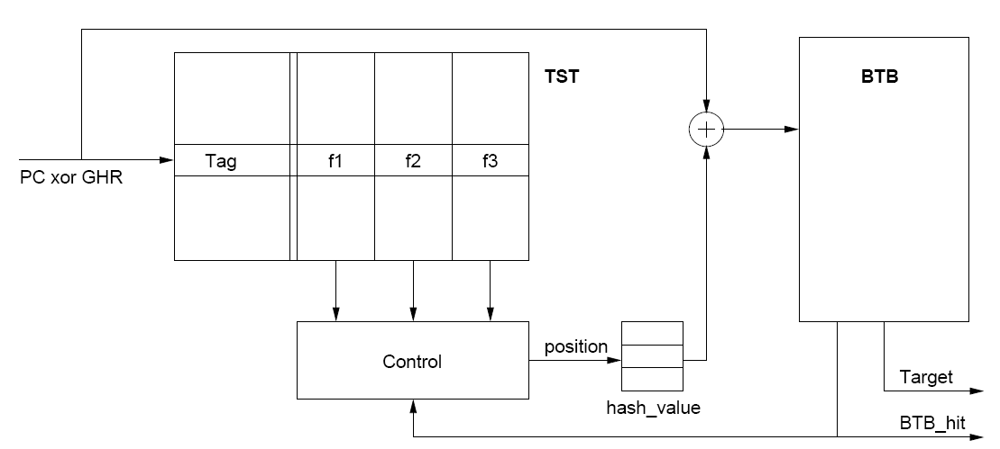 TST
BTB
PC xor GHR
Tag
f1
f2
f3
+
Control
position
hash_value
Target
BTB_hit